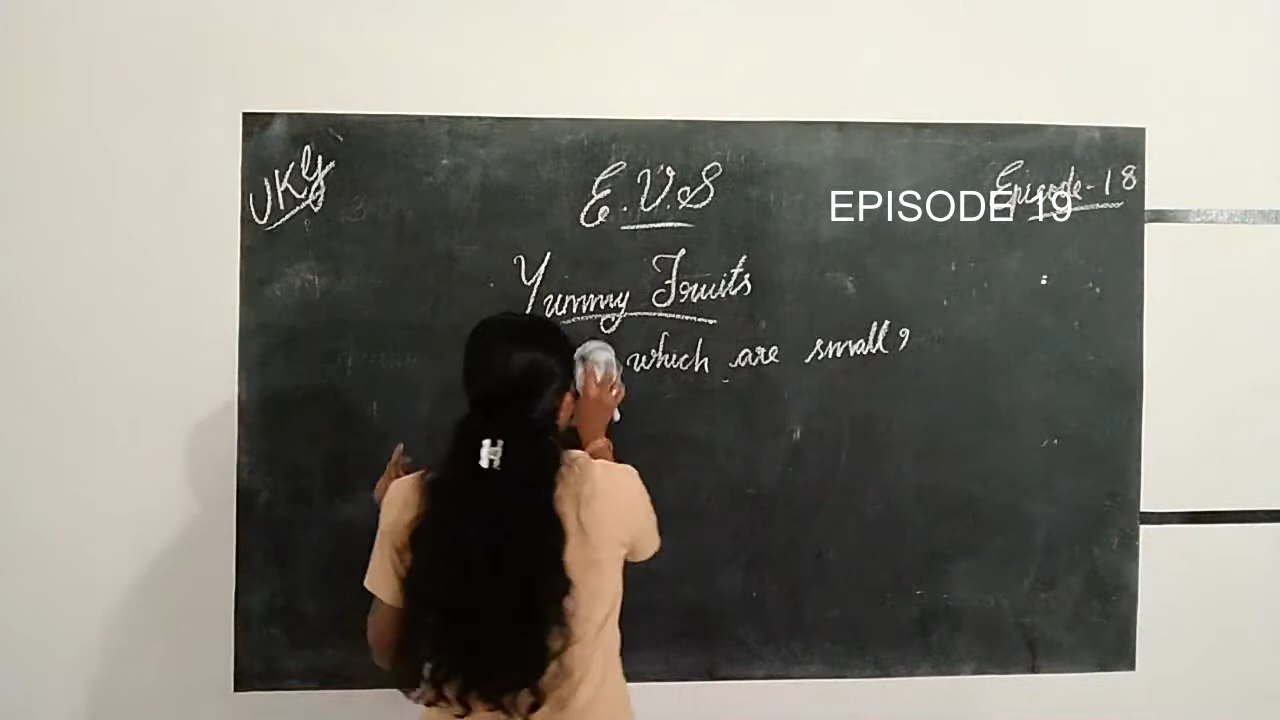 UKG
E.V.S
Episode-18
EPISODE 19
Yummy Fruits
which are small,